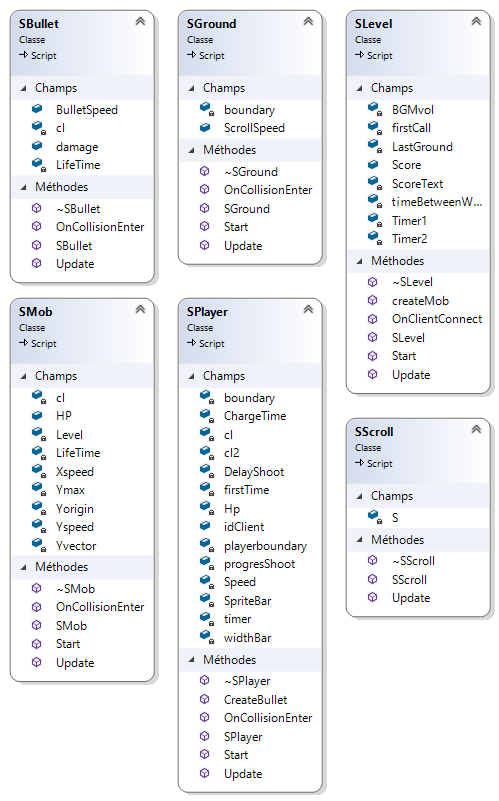 SBullet
Classe
Script
Champs
BulletSpeed
cl
damage
LifeTime
Méthodes
~SBullet
OnCollisionEnter
SBullet
Update
SGround
Classe
Script
Champs
boundary
ScrollSpeed
Méthodes
~SGround
OnCollisionEnter
SGround
Start
Update
SLevel
Classe
Script
Champs
BGMvol
firstCall
LastGround
Score
ScoreText
timeBetweenW...
Timer1
Timer2
Méthodes
~SLevel
createMob
OnClientConnect
SLevel
Start
Update
SMob
Classe
Script
Champs
cl
HP
Level
LifeTime
Xspeed
Ymax
Yorigin
Yspeed
Yvector
Méthodes
~SMob
OnCollisionEnter
SMob
Start
Update
SPlayer
Classe
Script
Champs
boundary
ChargeTime
cl
cl2
DelayShoot
firstTime
Hp
idClient
playerboundary
progresShoot
Speed
SpriteBar
timer
widthBar
Méthodes
~SPlayer
CreateBullet
OnCollisionEnter
SPlayer
Start
Update
SScroll
Classe
Script
Champs
S
Méthodes
~SScroll
SScroll
Update